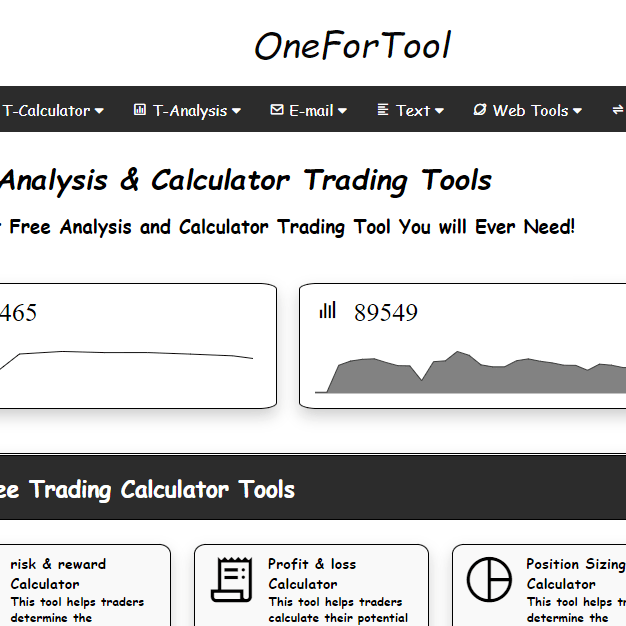 OneForTool
T-Calculator T-Analysis E-mail Text Web Tools
Analysis & Calculator Trading Tools
Free Analysis and Calculator Trading Tool You will Ever Need!
465 89549
Trading Calculator Tools
risk & reward
Calculator
This tool helps traders
determine the
Profit & loss
Calculator
This tool helps traders
calculate their potential
Position Sizing
Calculator
This tool helps
determine the